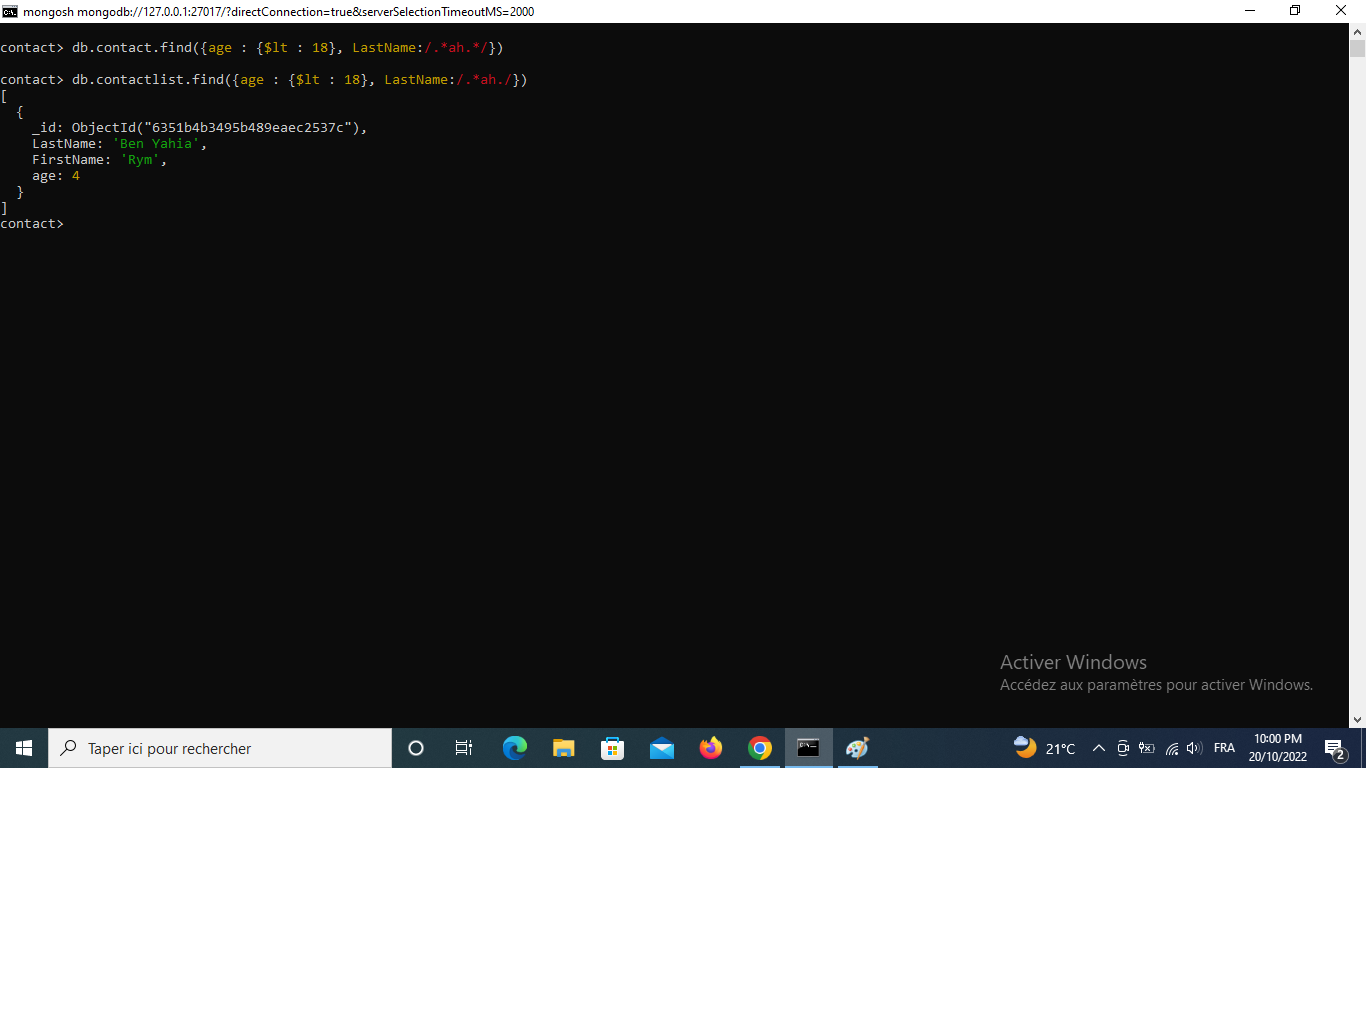 mongosh mongodb://127.0.0.1:27017/?directConnection=true&serverSelectionTimeoutMS=2000
contact> db.contact.find({age : {$lt : 18}, LastName:/.*ah.*/})
contact> db.contactlist.find({age : {$lt : 18}, LastName:/.*ah./})
[
  {
    _id: ObjectId("6351b4b3495b489eaec2537c"),
    LastName: 'Ben Yahia',
    FirstName: 'Rym',
    age: 4
  }
]
contact>
Activer Windows
Accédez aux paramètres pour activer Windows.
Taper ici pour rechercher
21°C
FRA
10:00 PM
20/10/2022
2